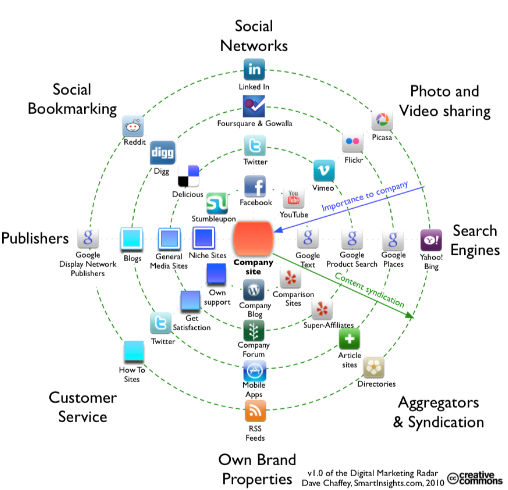 Social
Networks
Linked In
Social
Bookmarking
Photo and
Video sharing
Foursquare & Gowalla
Picasa
Reddit
Twitter
Flickr
digg
Digg
Vimeo
Delicious
Facebook
You
Tube
YouTube
Stumbleupon
Importance to company
Publishers
Search
Engines
Google
Display Network
Publishers
Blogs
General
Media Sites
Niche Sites
Company
site
Google
Text
Google
Product Search
Google
Places
Yahoo!
Bing
Content syndication
Own
support
Company
Blog
Comparison
Sites
Get
Satisfaction
Super-Affiliates
Twitter
Company
Forum
Article
sites
How To
Sites
Mobile
Apps
Directories
Customer
Service
RSS
Feeds
Aggregators
& Syndication
Own Brand
Properties
v1.0 of the Digital Marketing Radar
Dave Chaffey, SmartInsights.com, 2010
cc creative
commons